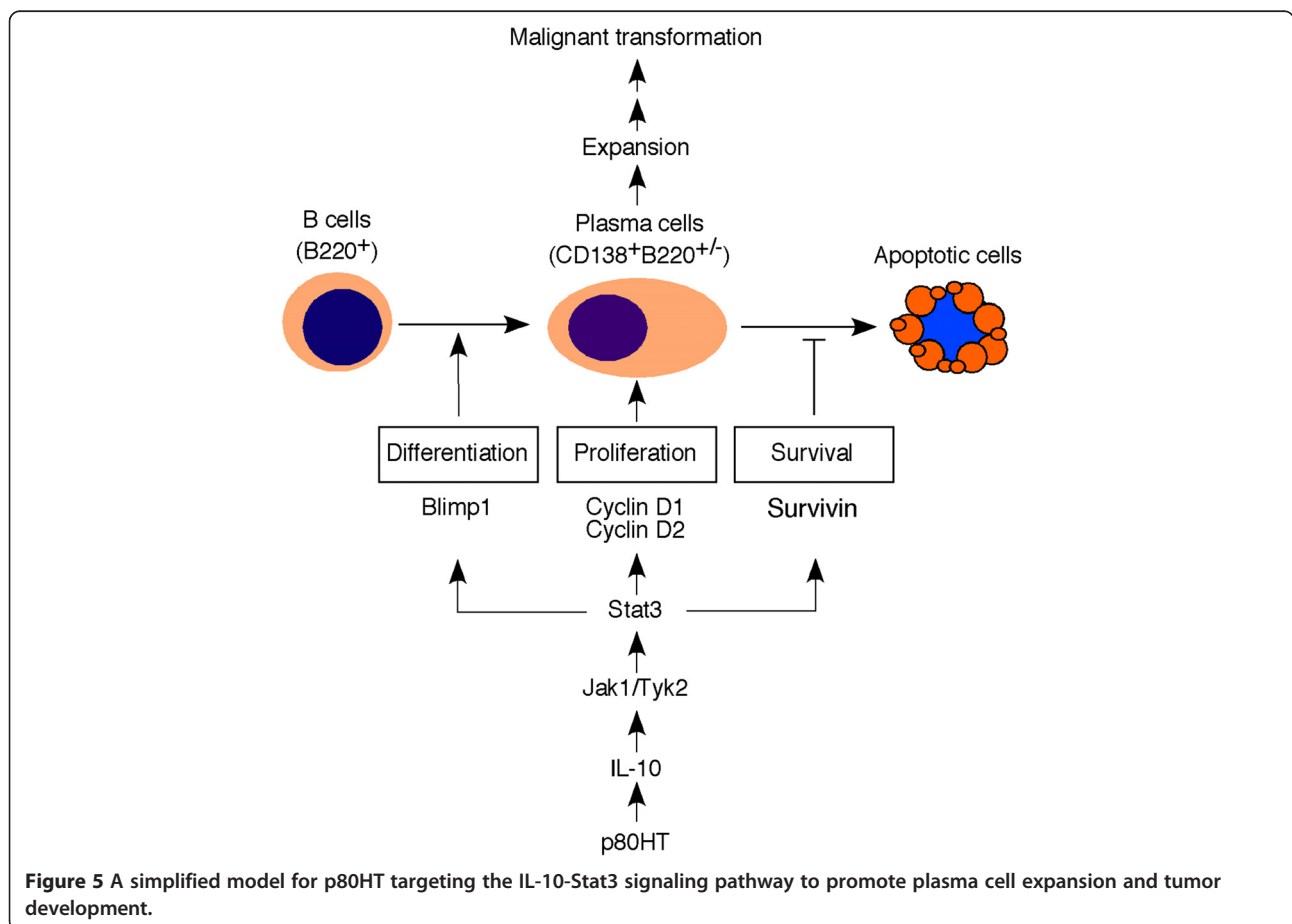 Malignant transformation
Expansion
B cells
(B220+)
Plasma cells
(CD138+B220+/-)
Apoptotic cells
Differentiation
Proliferation
Survival
Blimp1
Cyclin D1
Cyclin D2
Survivin
Stat3
Jak1/Tyk2
IL-10
p80HT
Figure 5 A simplified model for p80HT targeting the IL-10-Stat3 signaling pathway to promote plasma cell expansion and tumor
development.